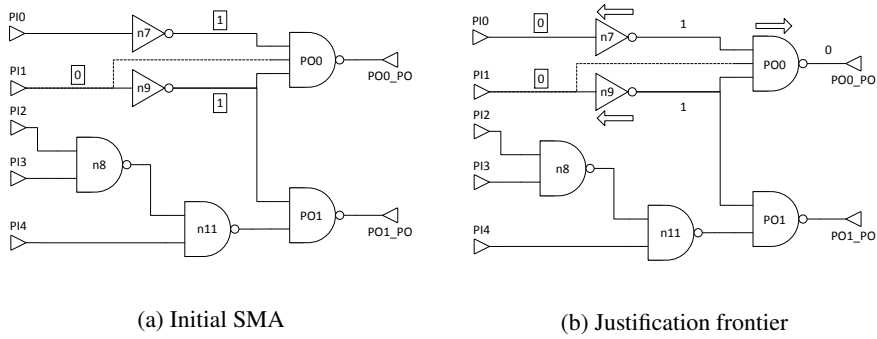 PI0
1
n7
PO0
PO0_PO
PI1
0
n9
1
PI2
PI3
n8
PI4
n11
PO1
PO1_PO
(a) Initial SMA
PI0
0
n7
1
PO0
0
PO0_PO
PI1
0
n9
1
PI2
PI3
n8
PI4
n11
PO1
PO1_PO
(b) Justification frontier